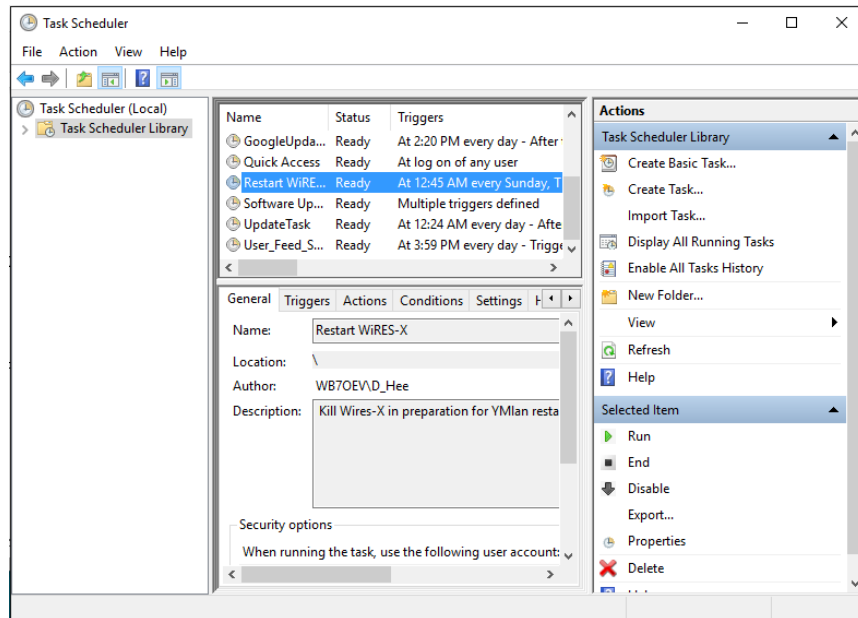 Task Scheduler
File Action View Help
Task Scheduler (Local)
Task Scheduler Library
Name Status Triggers
GoogleUpda... Ready At 2:20 PM every day - After
Quick Access Ready At log on of any user
Restart WiRE... Ready At 12:45 AM every Sunday, T
Software Up... Ready Multiple triggers defined
UpdateTask Ready At 12:24 AM every day - Afte
User_Feed_S... Ready At 3:59 PM every day - Trigge
General Triggers Actions Conditions Settings H
Name: Restart WiRES-X
Location: \
Author: WB7OEV\D_Hee
Description: Kill Wires-X in preparation for YMlan resta
Security options
When running the task, use the following user account:
Actions
Task Scheduler Library
Create Basic Task...
Create Task...
Import Task...
Display All Running Tasks
Enable All Tasks History
New Folder...
View
Refresh
Help
Selected Item
Run
End
Disable
Export...
Properties
Delete